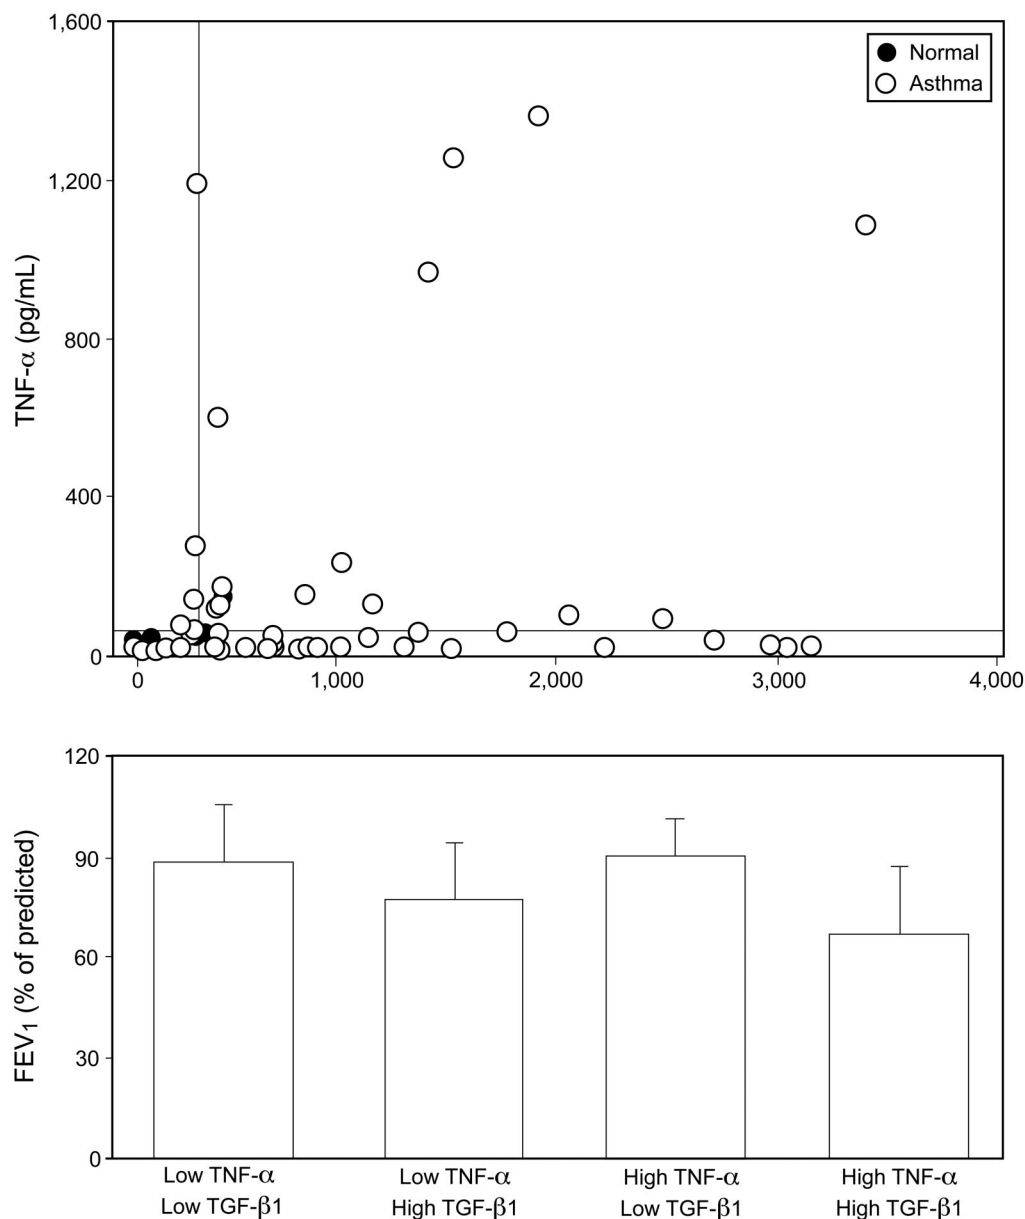 1,600
1,200
800
400
0
TNF-α (pg/mL)
Normal
Asthma
0 1,000 2,000 3,000 4,000
120
90
60
30
0
FEV₁ (% of predicted)
Low TNF-α Low TNF-α High TNF-α High TNF-α
Low TGF-β1 High TGF-β1 Low TGF-β1 High TGF-β1